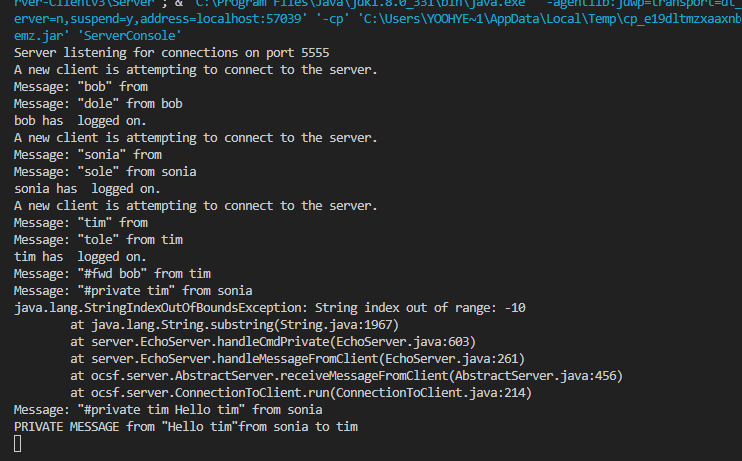 rver-ClientV3\Server'; & 'C:\Program Files\Java\jdk1.8.0_331\bin\java.exe' '-agentlib:jdwp=transport=dt_
erver=n,suspend=y,address=localhost:57039' '-cp' 'C:\Users\YOOHYE~1\AppData\Local\Temp\cp_e19dltmzxaaxnb
emz.jar' 'ServerConsole'
Server listening for connections on port 5555
A new client is attempting to connect to the server.
Message: "bob" from
Message: "dole" from bob
bob has  logged on.
A new client is attempting to connect to the server.
Message: "sonia" from
Message: "sole" from sonia
sonia has  logged on.
A new client is attempting to connect to the server.
Message: "tim" from
Message: "tole" from tim
tim has  logged on.
Message: "#fwd bob" from tim
Message: "#private tim" from sonia
java.lang.StringIndexOutOfBoundsException: String index out of range: -10
        at java.lang.String.substring(String.java:1967)
        at server.EchoServer.handleCmdPrivate(EchoServer.java:603)
        at server.EchoServer.handleMessageFromClient(EchoServer.java:261)
        at ocsf.server.AbstractServer.receiveMessageFromClient(AbstractServer.java:456)
        at ocsf.server.ConnectionToClient.run(ConnectionToClient.java:214)
Message: "#private tim Hello tim" from sonia
PRIVATE MESSAGE from "Hello tim"from sonia to tim